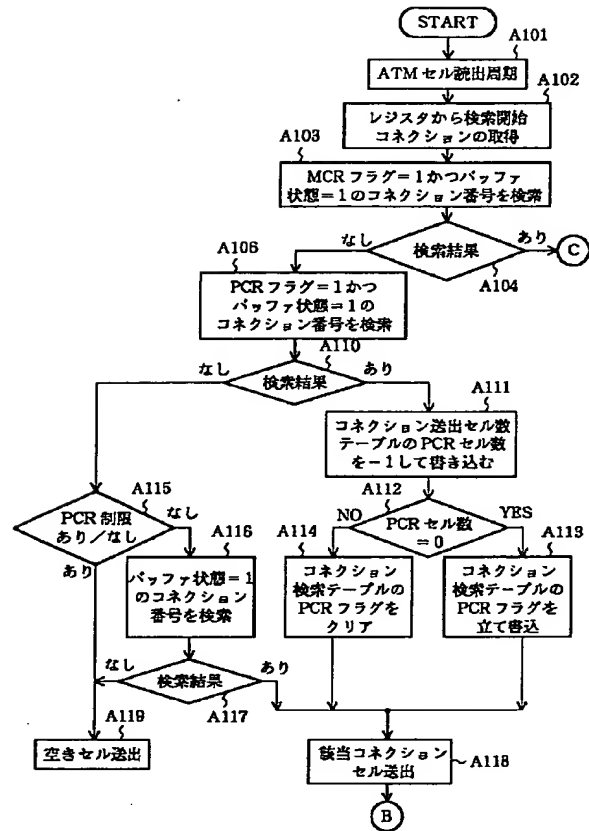 START
A101
ATMセル読出周期
A102
レジスタから検索開始
コネクションの取得
A103
MCRフラグ=1かつバッファ
状態=1のコネクション番号を検索
なし
検索結果
あり
C
A104
A106
PCRフラグ=1かつ
バッファ状態=1の
コネクション番号を検索
A110
なし
検索結果
あり
A111
コネクション送出セル数
テーブルのPCRセル数
を-1して書き込む
A115
PCR制限
あり/なし
なし
あり
A116
バッファ状態=1
のコネクション
番号を検索
A112
NO
PCRセル数
=0
YES
A114
コネクション
検索テーブルの
PCRフラグを
クリア
A113
コネクション
検索テーブルの
PCRフラグを
立て書込
なし
検索結果
あり
A117
A119
空きセル送出
該当コネクション
セル送出
A118
B